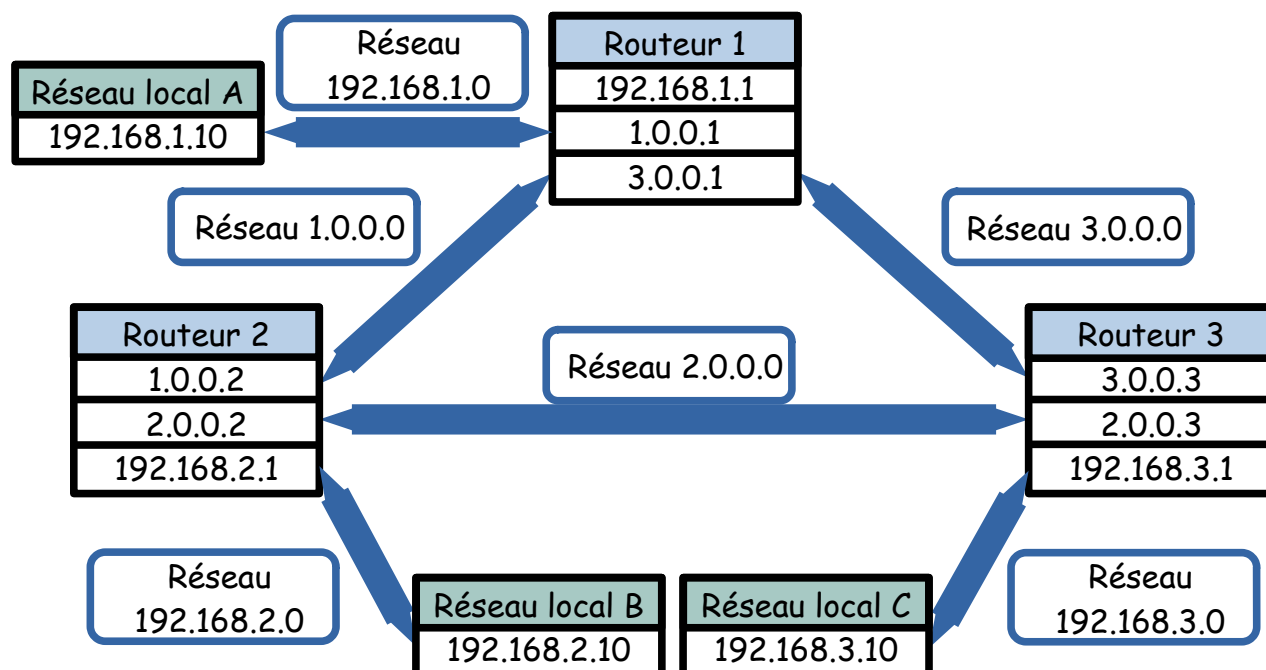 Réseau
192.168.1.0
Routeur 1
192.168.1.1
1.0.0.1
3.0.0.1
Réseau local A
192.168.1.10
Réseau 1.0.0.0
Réseau 3.0.0.0
Routeur 2
1.0.0.2
2.0.0.2
192.168.2.1
Réseau 2.0.0.0
Routeur 3
3.0.0.3
2.0.0.3
192.168.3.1
Réseau
192.168.2.0
Réseau local B
192.168.2.10
Réseau local C
192.168.3.10
Réseau
192.168.3.0